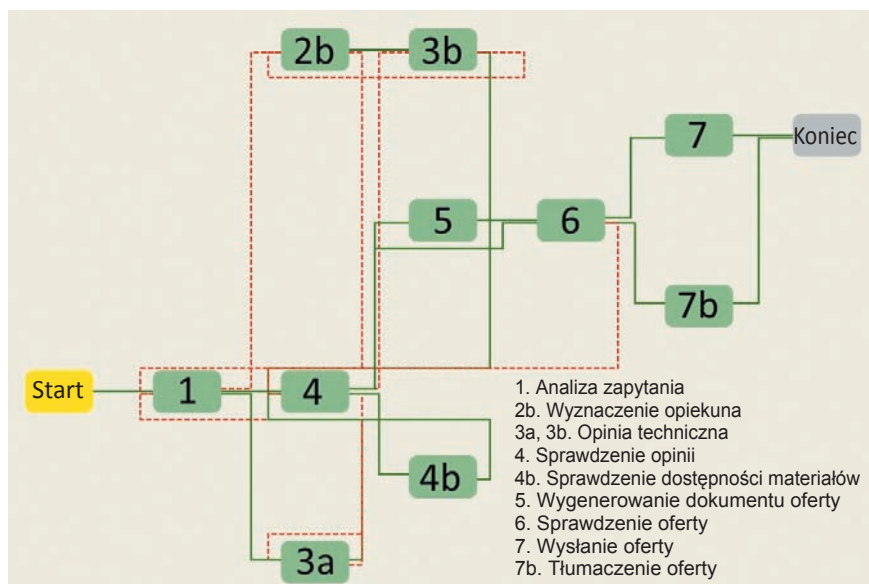 2b
3b
7
Koniec
5
6
7b
Start
1
4
4b
3a
1. Analiza zapytania
2b. Wyznaczenie opiekuna
3a, 3b. Opinia techniczna
4. Sprawdzenie opinii
4b. Sprawdzenie dostępności materiałów
5. Wygenerowanie dokumentu oferty
6. Sprawdzenie oferty
7. Wysłanie oferty
7b. Tłumaczenie oferty